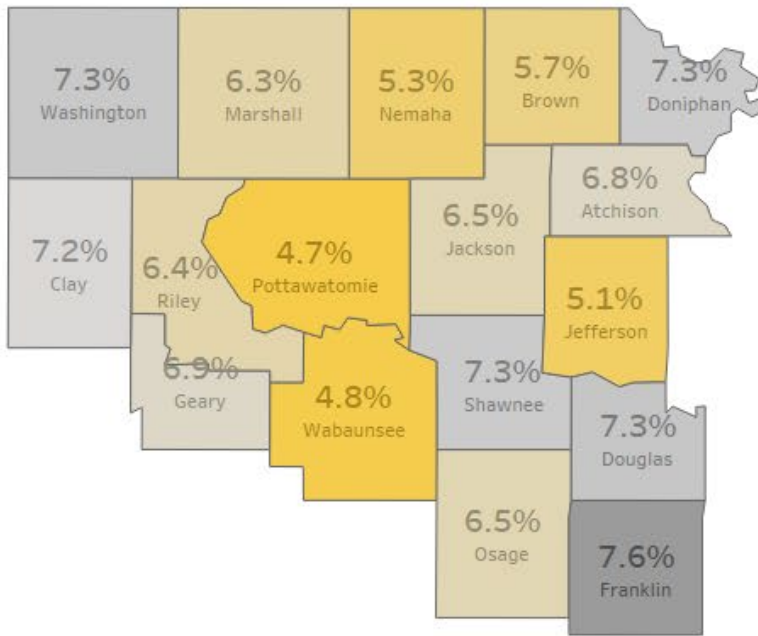 7.3%
Washington
6.3%
Marshall
5.3%
Nemaha
5.7%
Brown
7.3%
Doniphan
7.2%
Clay
6.4%
Riley
4.7%
Pottawatomie
6.5%
Jackson
6.8%
Atchison
5.1%
Jefferson
6.9%
Geary
4.8%
Wabaunsee
7.3%
Shawnee
7.3%
Douglas
6.5%
Osage
7.6%
Franklin